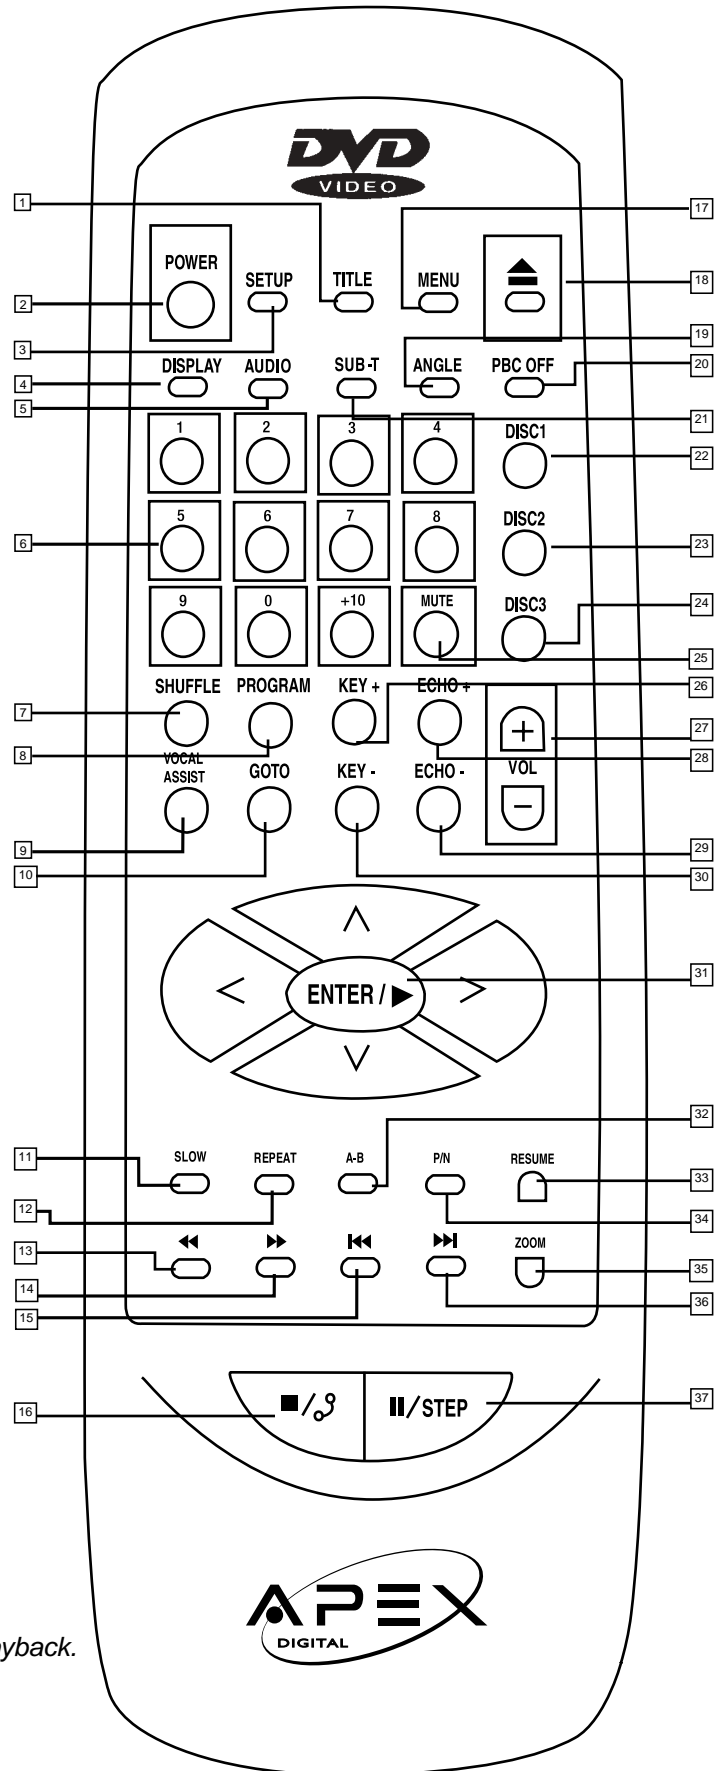 DVD
VIDEO
1
17
POWER
SETUP
TITLE
MENU
18
2
3
19
20
DISPLAY
AUDIO
SUB-T
ANGLE
PBC OFF
4
5
21
1
2
3
4
DISC1
22
5
6
7
8
DISC2
6
23
9
0
+10
MUTE
DISC3
24
25
SHUFFLE
PROGRAM
KEY +
ECHO +
26
7
+
27
8
28
VOCAL
ASSIST
GOTO
KEY -
ECHO -
VOL
−
9
29
10
30
ENTER / ▶
31
32
11
SLOW
REPEAT
A-B
P/N
RESUME
33
12
34
13
ZOOM
35
14
36
15
16
■/
II/STEP
37
APEX
DIGITAL
yback.